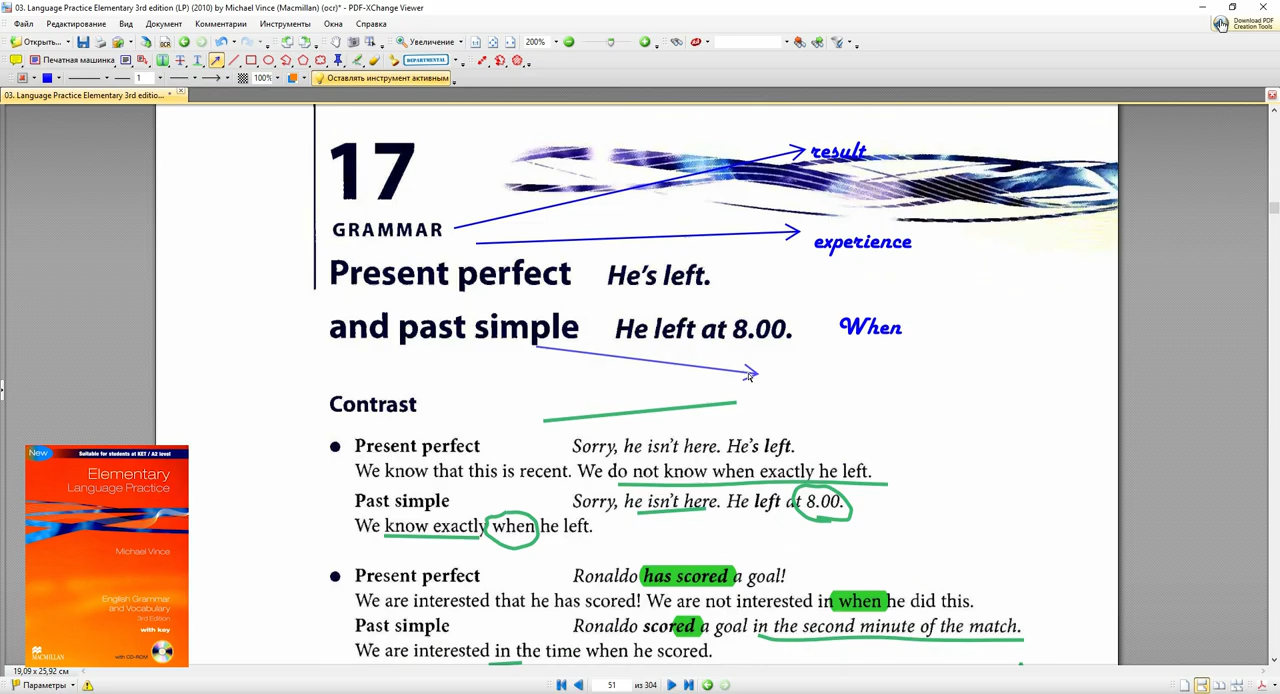 03. Language Practice Elementary 3rd edition (LP) (2010) by Michael Vince (Macmillan) (ocr)* - PDF-XChange Viewer
Файл Редактирование Вид Документ Комментарии Инструменты Окна Справка
Download PDF
Creation Tools
Открыть... OCR Увеличение 200%
Печатная машинка DEPARTMENTAL
1 100% Оставлять инструмент активным
03. Language Practice Elementary 3rd editio... *
17
result
GRAMMAR
experience
Present perfect He's left.
and past simple He left at 8.00. When
Contrast
Present perfect Sorry, he isn't here. He's left.
We know that this is recent. We do not know when exactly he left.
Past simple Sorry, he isn't here. He left at 8.00.
We know exactly when he left.
Present perfect Ronaldo has scored a goal!
We are interested that he has scored! We are not interested in when he did this.
Past simple Ronaldo scored a goal in the second minute of the match.
We are interested in the time when he scored.
New Suitable for students at KET / A2 level
Elementary
Language Practice
Michael Vince
English Grammar
and Vocabulary
3rd Edition
with key
MACMILLAN
with CD-ROM
19,09 x 25,92 см
Параметры 51 из 304